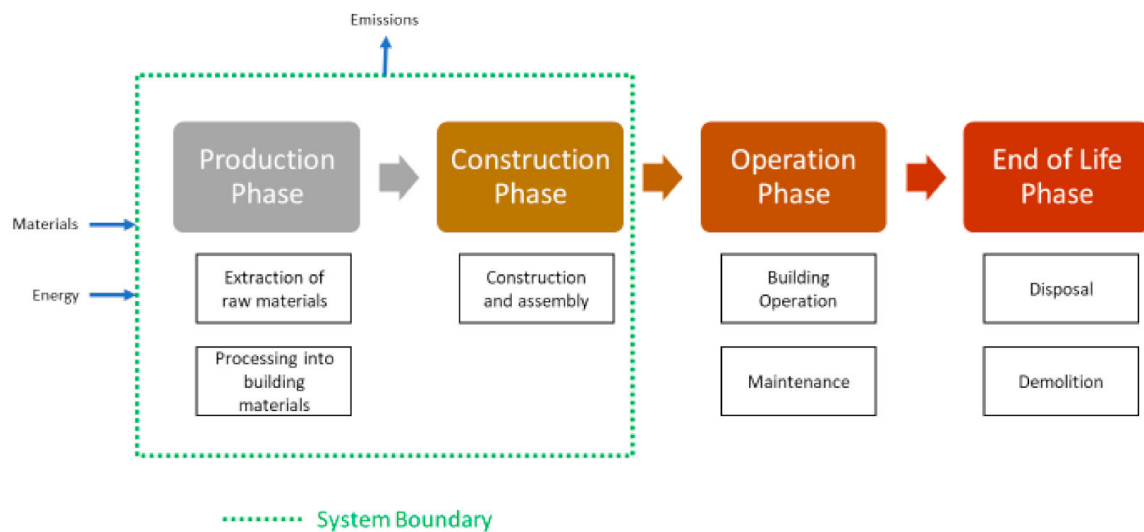 Emissions
Production
Phase
Construction
Phase
Operation
Phase
End of Life
Phase
Materials
Energy
Extraction of
raw materials
Construction
and assembly
Building
Operation
Disposal
Processing into
building
materials
Maintenance
Demolition
System Boundary